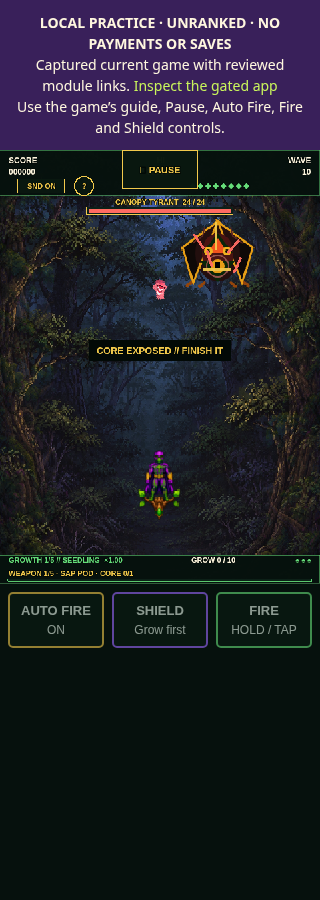 LOCAL PRACTICE · UNRANKED · NO
PAYMENTS OR SAVES
Captured current game with reviewed
module links. Inspect the gated app
Use the game's guide, Pause, Auto Fire, Fire
and Shield controls.
SCORE
000000
PAUSE
WAVE
10
SND ON
?
CANOPY TYRANT 24 / 24
CORE EXPOSED // FINISH IT
GROWTH 1/5 // SEEDLING ×1.00
GROW 0 / 10
WEAPON 1/5 · SAP POD · CORE 0/1
AUTO FIRE
ON
SHIELD
Grow first
FIRE
HOLD / TAP